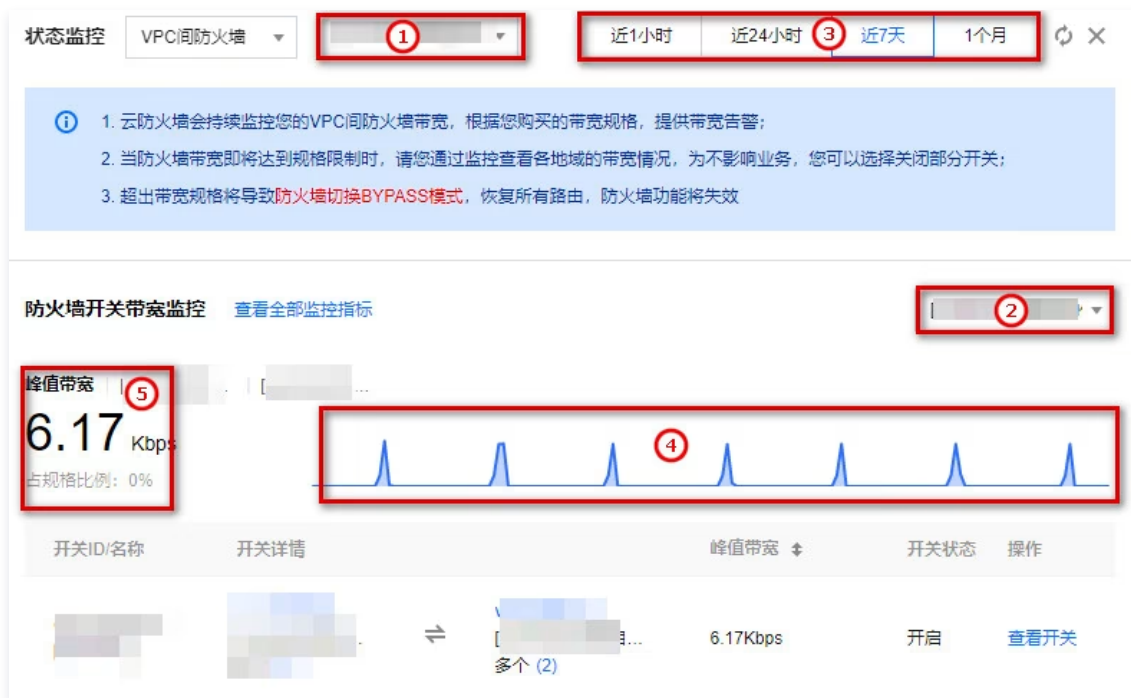 状态监控 VPC间防火墙 1 近1小时 近24小时 3 近7天 1个月
1. 云防火墙会持续监控您的VPC间防火墙带宽，根据您购买的带宽规格，提供带宽告警；
2. 当防火墙带宽即将达到规格限制时，请您通过监控查看各地域的带宽情况，为不影响业务，您可以选择关闭部分开关；
3. 超出带宽规格将导致防火墙切换BYPASS模式，恢复所有路由，防火墙功能将失效
防火墙开关带宽监控 查看全部监控指标 [ 2
峰值带宽 | 5 ... | [ ...
6.17 Kbps 4
占规格比例：0%
开关ID/名称 开关详情 峰值带宽 开关状态 操作
[ ... 6.17Kbps 开启 查看开关
多个 (2)